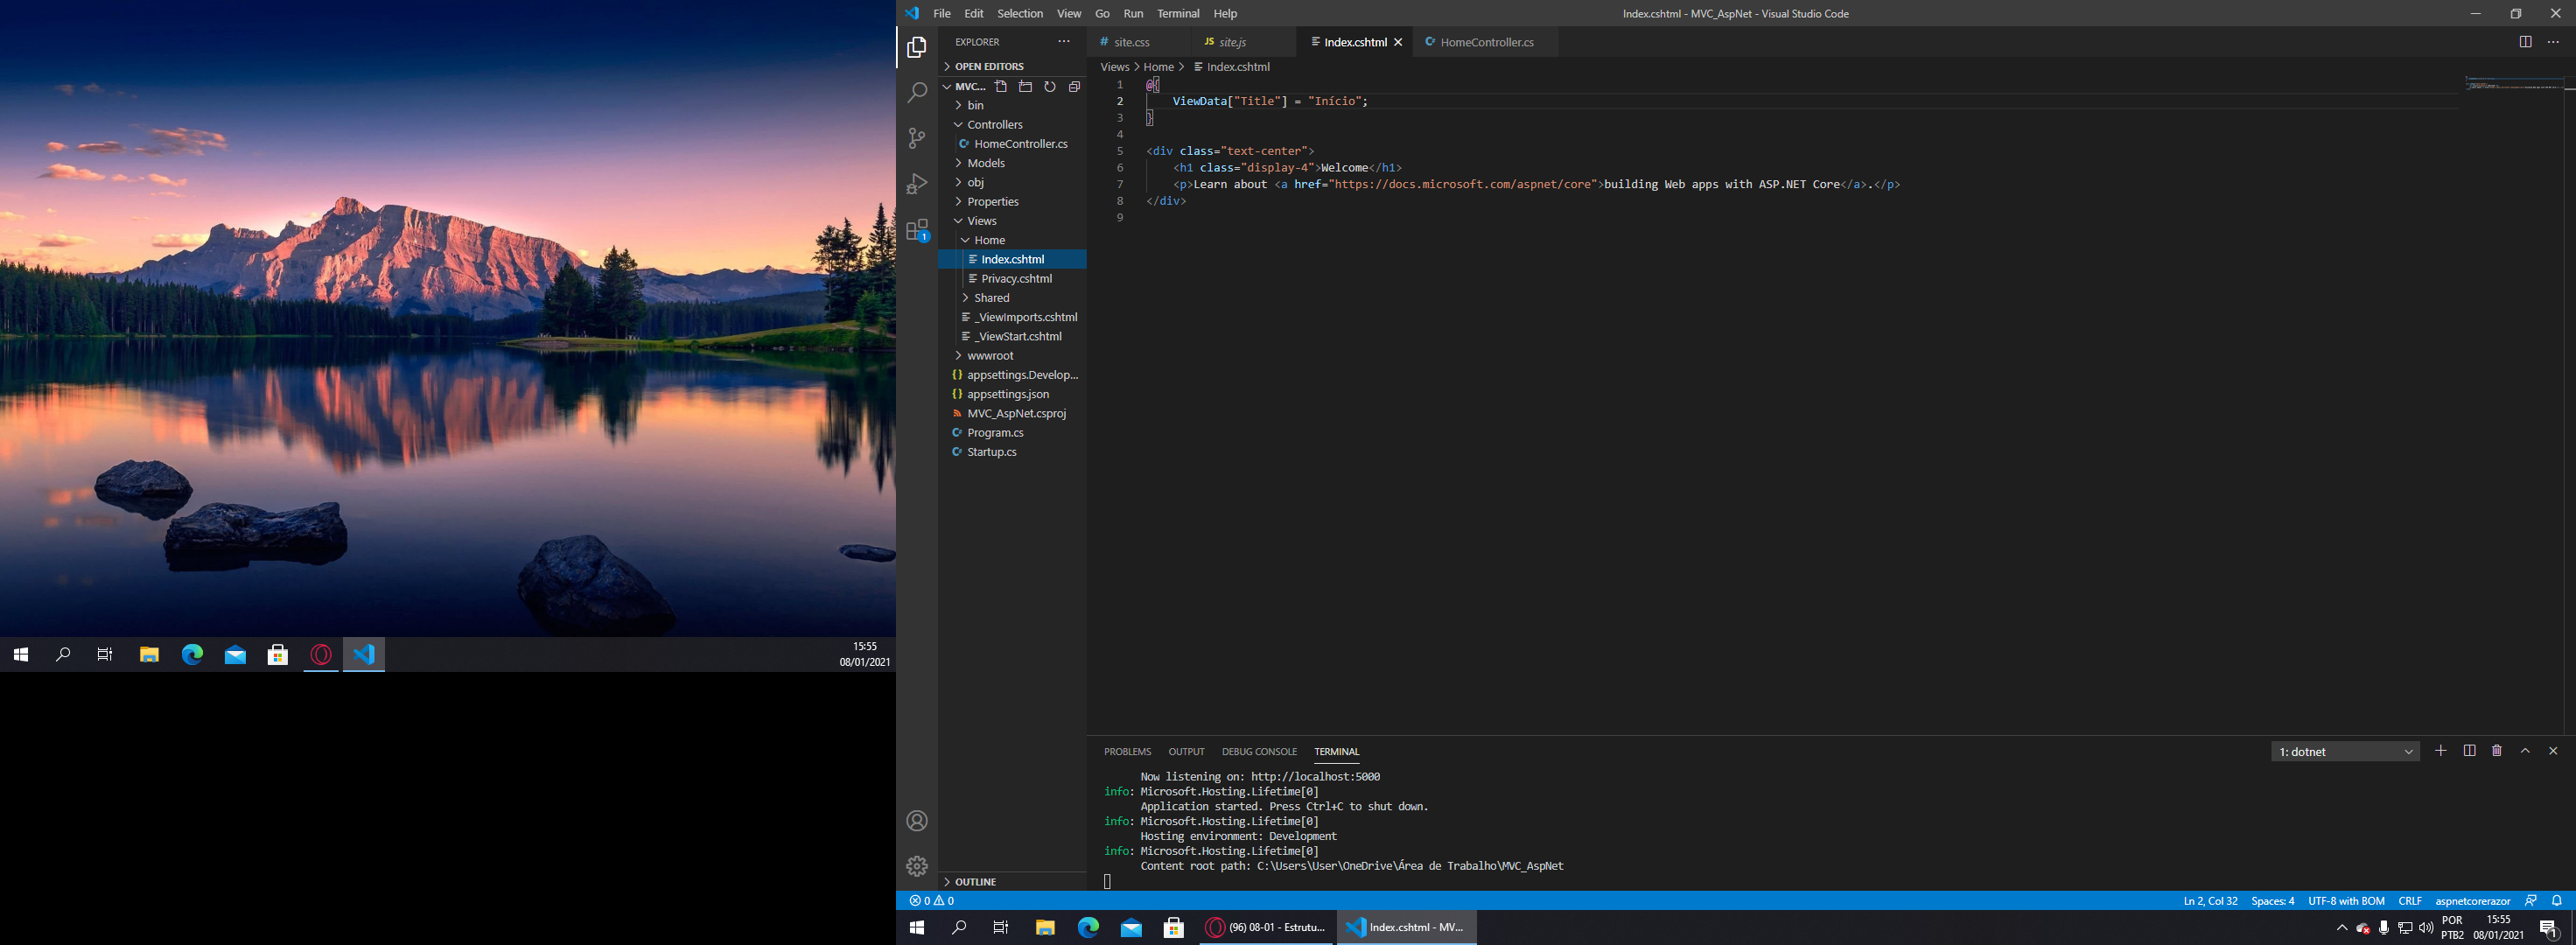 15:55
08/01/2021
File Edit Selection View Go Run Terminal Help
Index.cshtml - MVC_AspNet - Visual Studio Code
EXPLORER
OPEN EDITORS
MVC...
bin
Controllers
HomeController.cs
Models
obj
Properties
Views
Home
Index.cshtml
Privacy.cshtml
Shared
_ViewImports.cshtml
_ViewStart.cshtml
wwwroot
appsettings.Develop...
appsettings.json
MVC_AspNet.csproj
Program.cs
Startup.cs
OUTLINE
1
# site.css JS site.js Index.cshtml HomeController.cs
Views > Home > Index.cshtml
1 @{
2 ViewData["Title"] = "Início";
3 }
4
5 <div class="text-center">
6 <h1 class="display-4">Welcome</h1>
7 <p>Learn about <a href="https://docs.microsoft.com/aspnet/core">building Web apps with ASP.NET Core</a>.</p>
8 </div>
9
PROBLEMS OUTPUT DEBUG CONSOLE TERMINAL
1: dotnet
Now listening on: http://localhost:5000
info: Microsoft.Hosting.Lifetime[0]
Application started. Press Ctrl+C to shut down.
info: Microsoft.Hosting.Lifetime[0]
Hosting environment: Development
info: Microsoft.Hosting.Lifetime[0]
Content root path: C:\Users\User\OneDrive\Área de Trabalho\MVC_AspNet
0 0
Ln 2, Col 32 Spaces: 4 UTF-8 with BOM CRLF aspnetcorerazor
(96) 08-01 - Estrutu...
Index.cshtml - MV...
POR
PTB2
15:55
08/01/2021
1